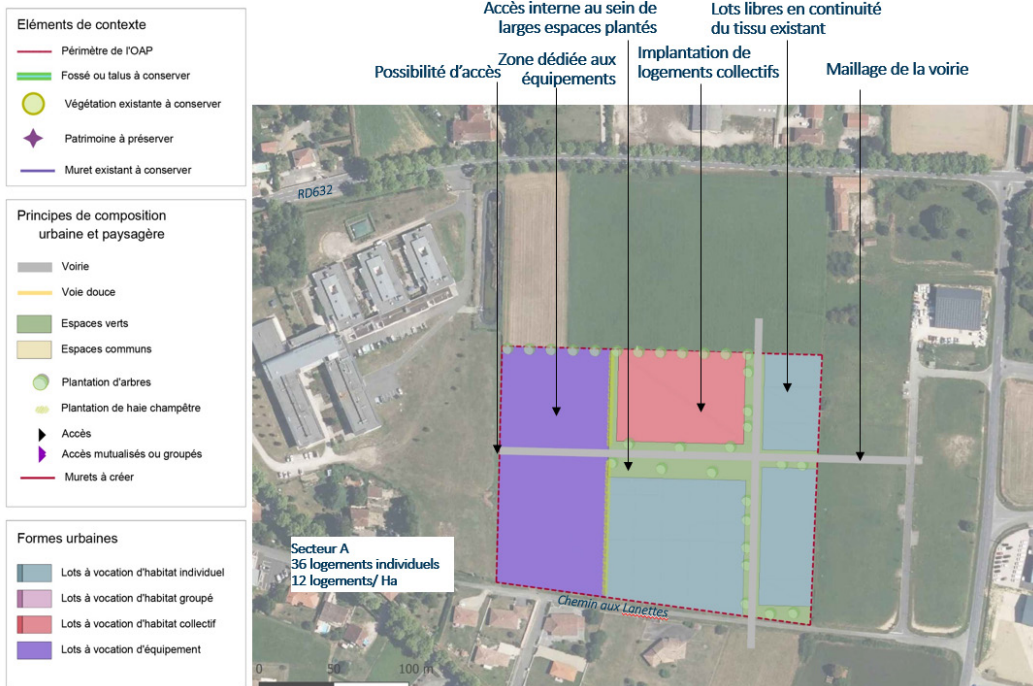 Eléments de contexte
Périmètre de l'OAP
Fossé ou talus à conserver
Végétation existante à conserver
Patrimoine à préserver
Muret existant à conserver
Principes de composition
urbaine et paysagère
Voirie
Voie douce
Espaces verts
Espaces communs
Plantation d'arbres
Plantation de haie champêtre
Accès
Accès mutualisés ou groupés
Murets à créer
Formes urbaines
Lots à vocation d'habitat individuel
Lots à vocation d'habitat groupé
Lots à vocation d'habitat collectif
Lots à vocation d'équipement
Possibilité d'accès
Zone dédiée aux
équipements
Accès interne au sein de
larges espaces plantés
Implantation de
logements collectifs
Lots libres en continuité
du tissu existant
Maillage de la voirie
RD632
Secteur A
36 logements individuels
12 logements/ Ha
Chemin aux Lanettes
0 50 100 m